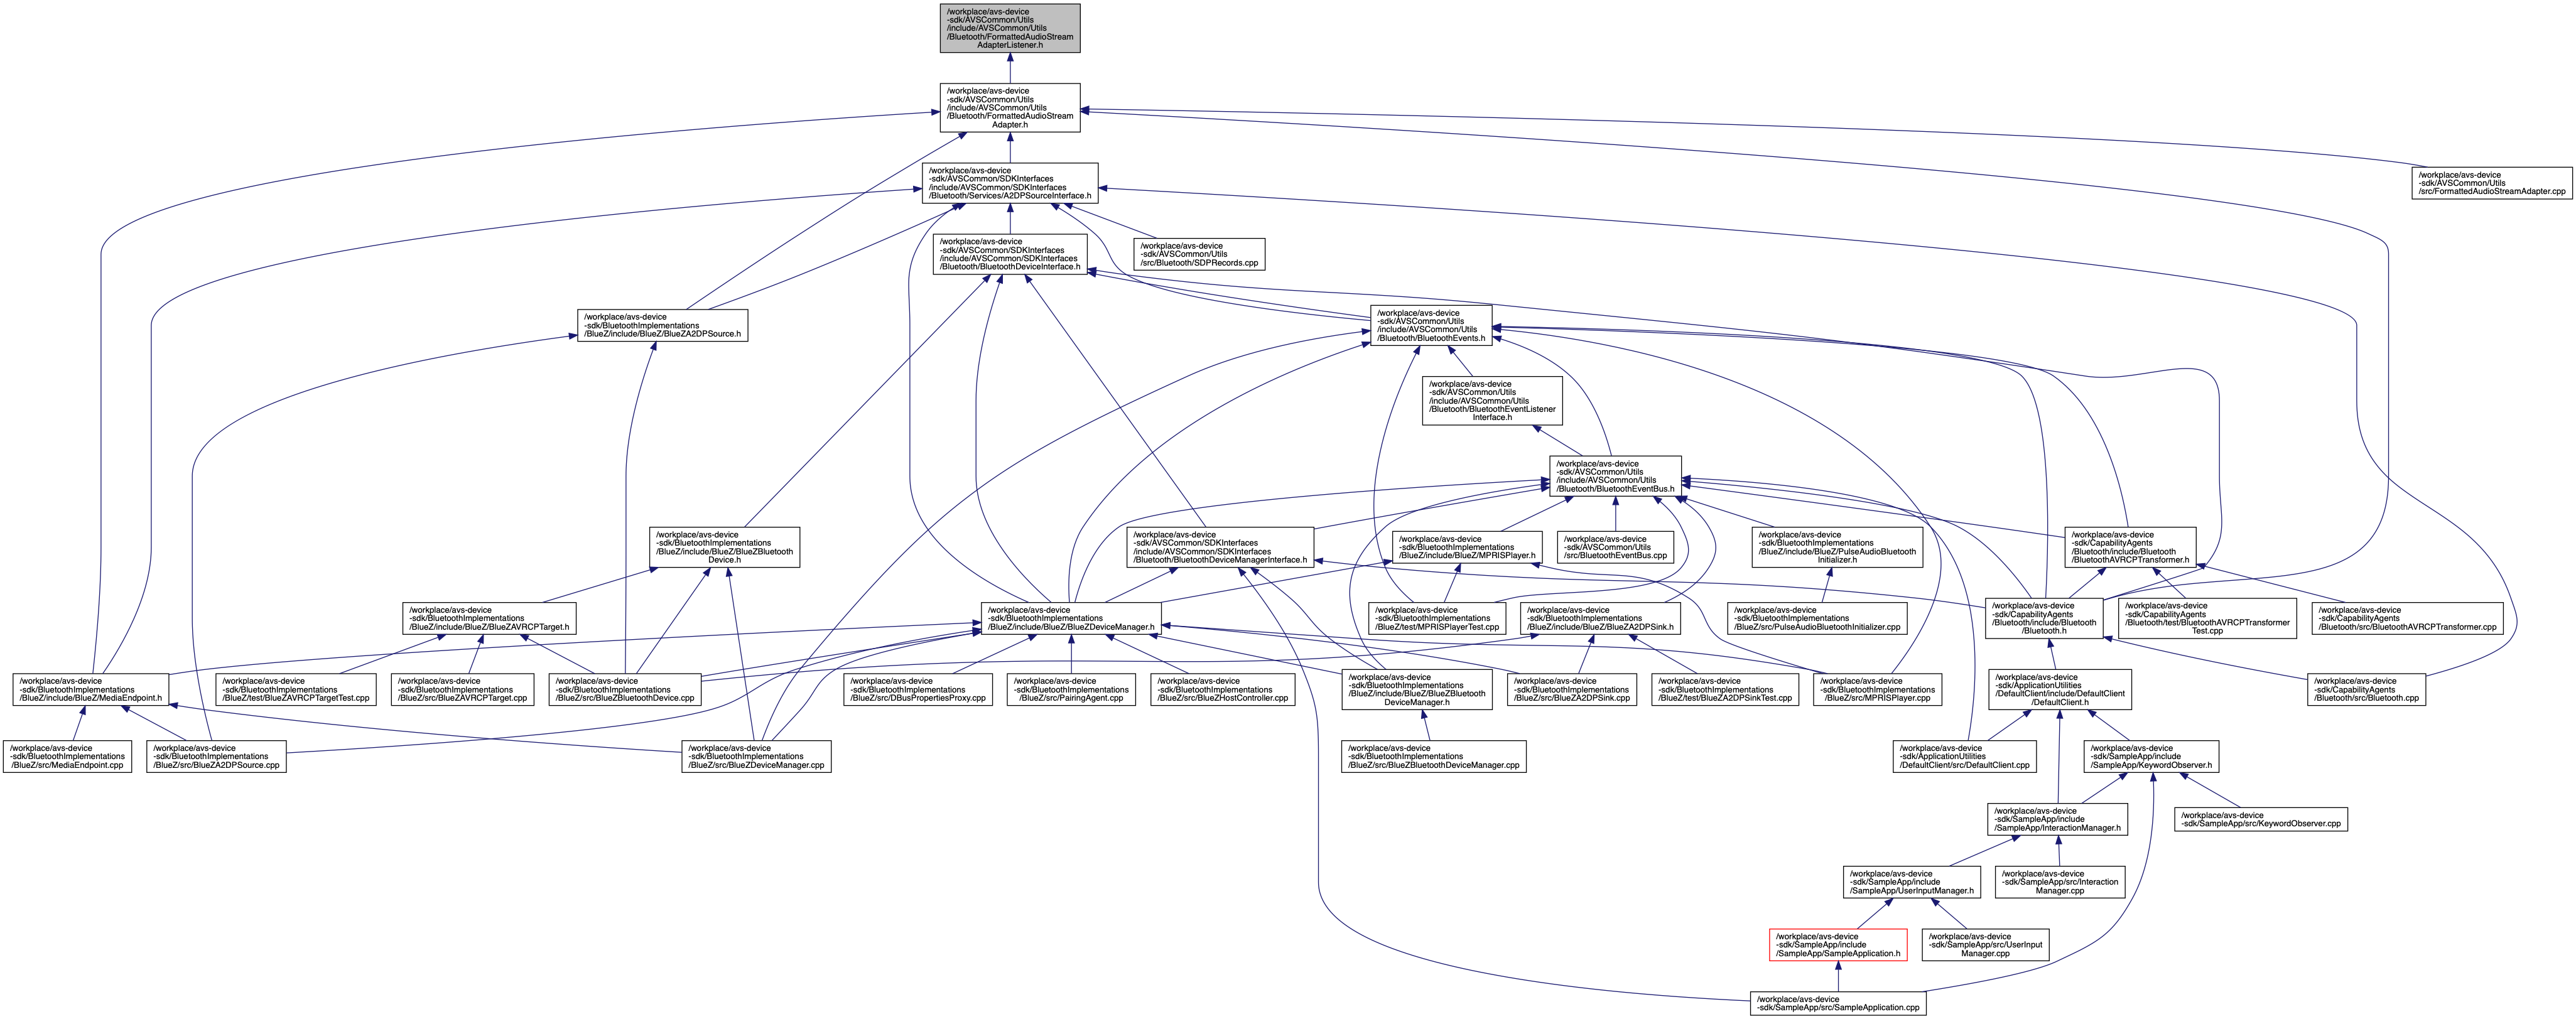 /workplace/avs-device
-sdk/AVSCommon/Utils
/include/AVSCommon/Utils
/Bluetooth/FormattedAudioStream
AdapterListener.h
/workplace/avs-device
-sdk/AVSCommon/Utils
/include/AVSCommon/Utils
/Bluetooth/FormattedAudioStream
Adapter.h
/workplace/avs-device
-sdk/AVSCommon/SDKInterfaces
/include/AVSCommon/SDKInterfaces
/Bluetooth/Services/A2DPSourceInterface.h
/workplace/avs-device
-sdk/AVSCommon/Utils
/src/FormattedAudioStreamAdapter.cpp
/workplace/avs-device
-sdk/AVSCommon/SDKInterfaces
/include/AVSCommon/SDKInterfaces
/Bluetooth/BluetoothDeviceInterface.h
/workplace/avs-device
-sdk/AVSCommon/Utils
/src/Bluetooth/SDPRecords.cpp
/workplace/avs-device
-sdk/BluetoothImplementations
/BlueZ/include/BlueZ/BlueZA2DPSource.h
/workplace/avs-device
-sdk/AVSCommon/Utils
/include/AVSCommon/Utils
/Bluetooth/BluetoothEvents.h
/workplace/avs-device
-sdk/AVSCommon/Utils
/include/AVSCommon/Utils
/Bluetooth/BluetoothEventListener
Interface.h
/workplace/avs-device
-sdk/AVSCommon/Utils
/include/AVSCommon/Utils
/Bluetooth/BluetoothEventBus.h
/workplace/avs-device
-sdk/BluetoothImplementations
/BlueZ/include/BlueZ/BlueZBluetooth
Device.h
/workplace/avs-device
-sdk/AVSCommon/SDKInterfaces
/include/AVSCommon/SDKInterfaces
/Bluetooth/BluetoothDeviceManagerInterface.h
/workplace/avs-device
-sdk/BluetoothImplementations
/BlueZ/include/BlueZ/MPRISPlayer.h
/workplace/avs-device
-sdk/AVSCommon/Utils
/src/BluetoothEventBus.cpp
/workplace/avs-device
-sdk/BluetoothImplementations
/BlueZ/include/BlueZ/PulseAudioBluetooth
Initializer.h
/workplace/avs-device
-sdk/CapabilityAgents
/Bluetooth/include/Bluetooth
/BluetoothAVRCPTransformer.h
/workplace/avs-device
-sdk/BluetoothImplementations
/BlueZ/include/BlueZ/BlueZAVRCPTarget.h
/workplace/avs-device
-sdk/BluetoothImplementations
/BlueZ/include/BlueZ/BlueZDeviceManager.h
/workplace/avs-device
-sdk/BluetoothImplementations
/BlueZ/test/MPRISPlayerTest.cpp
/workplace/avs-device
-sdk/BluetoothImplementations
/BlueZ/include/BlueZ/BlueZA2DPSink.h
/workplace/avs-device
-sdk/BluetoothImplementations
/BlueZ/src/PulseAudioBluetoothInitializer.cpp
/workplace/avs-device
-sdk/CapabilityAgents
/Bluetooth/include/Bluetooth
/Bluetooth.h
/workplace/avs-device
-sdk/CapabilityAgents
/Bluetooth/test/BluetoothAVRCPTransformer
Test.cpp
/workplace/avs-device
-sdk/CapabilityAgents
/Bluetooth/src/BluetoothAVRCPTransformer.cpp
/workplace/avs-device
-sdk/BluetoothImplementations
/BlueZ/include/BlueZ/MediaEndpoint.h
/workplace/avs-device
-sdk/BluetoothImplementations
/BlueZ/test/BlueZAVRCPTargetTest.cpp
/workplace/avs-device
-sdk/BluetoothImplementations
/BlueZ/src/BlueZAVRCPTarget.cpp
/workplace/avs-device
-sdk/BluetoothImplementations
/BlueZ/src/BlueZBluetoothDevice.cpp
/workplace/avs-device
-sdk/BluetoothImplementations
/BlueZ/src/DBusPropertiesProxy.cpp
/workplace/avs-device
-sdk/BluetoothImplementations
/BlueZ/src/PairingAgent.cpp
/workplace/avs-device
-sdk/BluetoothImplementations
/BlueZ/src/BlueZHostController.cpp
/workplace/avs-device
-sdk/BluetoothImplementations
/BlueZ/include/BlueZ/BlueZBluetooth
DeviceManager.h
/workplace/avs-device
-sdk/BluetoothImplementations
/BlueZ/src/BlueZA2DPSink.cpp
/workplace/avs-device
-sdk/BluetoothImplementations
/BlueZ/test/BlueZA2DPSinkTest.cpp
/workplace/avs-device
-sdk/BluetoothImplementations
/BlueZ/src/MPRISPlayer.cpp
/workplace/avs-device
-sdk/ApplicationUtilities
/DefaultClient/include/DefaultClient
/DefaultClient.h
/workplace/avs-device
-sdk/CapabilityAgents
/Bluetooth/src/Bluetooth.cpp
/workplace/avs-device
-sdk/BluetoothImplementations
/BlueZ/src/MediaEndpoint.cpp
/workplace/avs-device
-sdk/BluetoothImplementations
/BlueZ/src/BlueZA2DPSource.cpp
/workplace/avs-device
-sdk/BluetoothImplementations
/BlueZ/src/BlueZDeviceManager.cpp
/workplace/avs-device
-sdk/BluetoothImplementations
/BlueZ/src/BlueZBluetoothDeviceManager.cpp
/workplace/avs-device
-sdk/ApplicationUtilities
/DefaultClient/src/DefaultClient.cpp
/workplace/avs-device
-sdk/SampleApp/include
/SampleApp/KeywordObserver.h
/workplace/avs-device
-sdk/SampleApp/include
/SampleApp/InteractionManager.h
/workplace/avs-device
-sdk/SampleApp/src/KeywordObserver.cpp
/workplace/avs-device
-sdk/SampleApp/include
/SampleApp/UserInputManager.h
/workplace/avs-device
-sdk/SampleApp/src/Interaction
Manager.cpp
/workplace/avs-device
-sdk/SampleApp/include
/SampleApp/SampleApplication.h
/workplace/avs-device
-sdk/SampleApp/src/UserInput
Manager.cpp
/workplace/avs-device
-sdk/SampleApp/src/SampleApplication.cpp